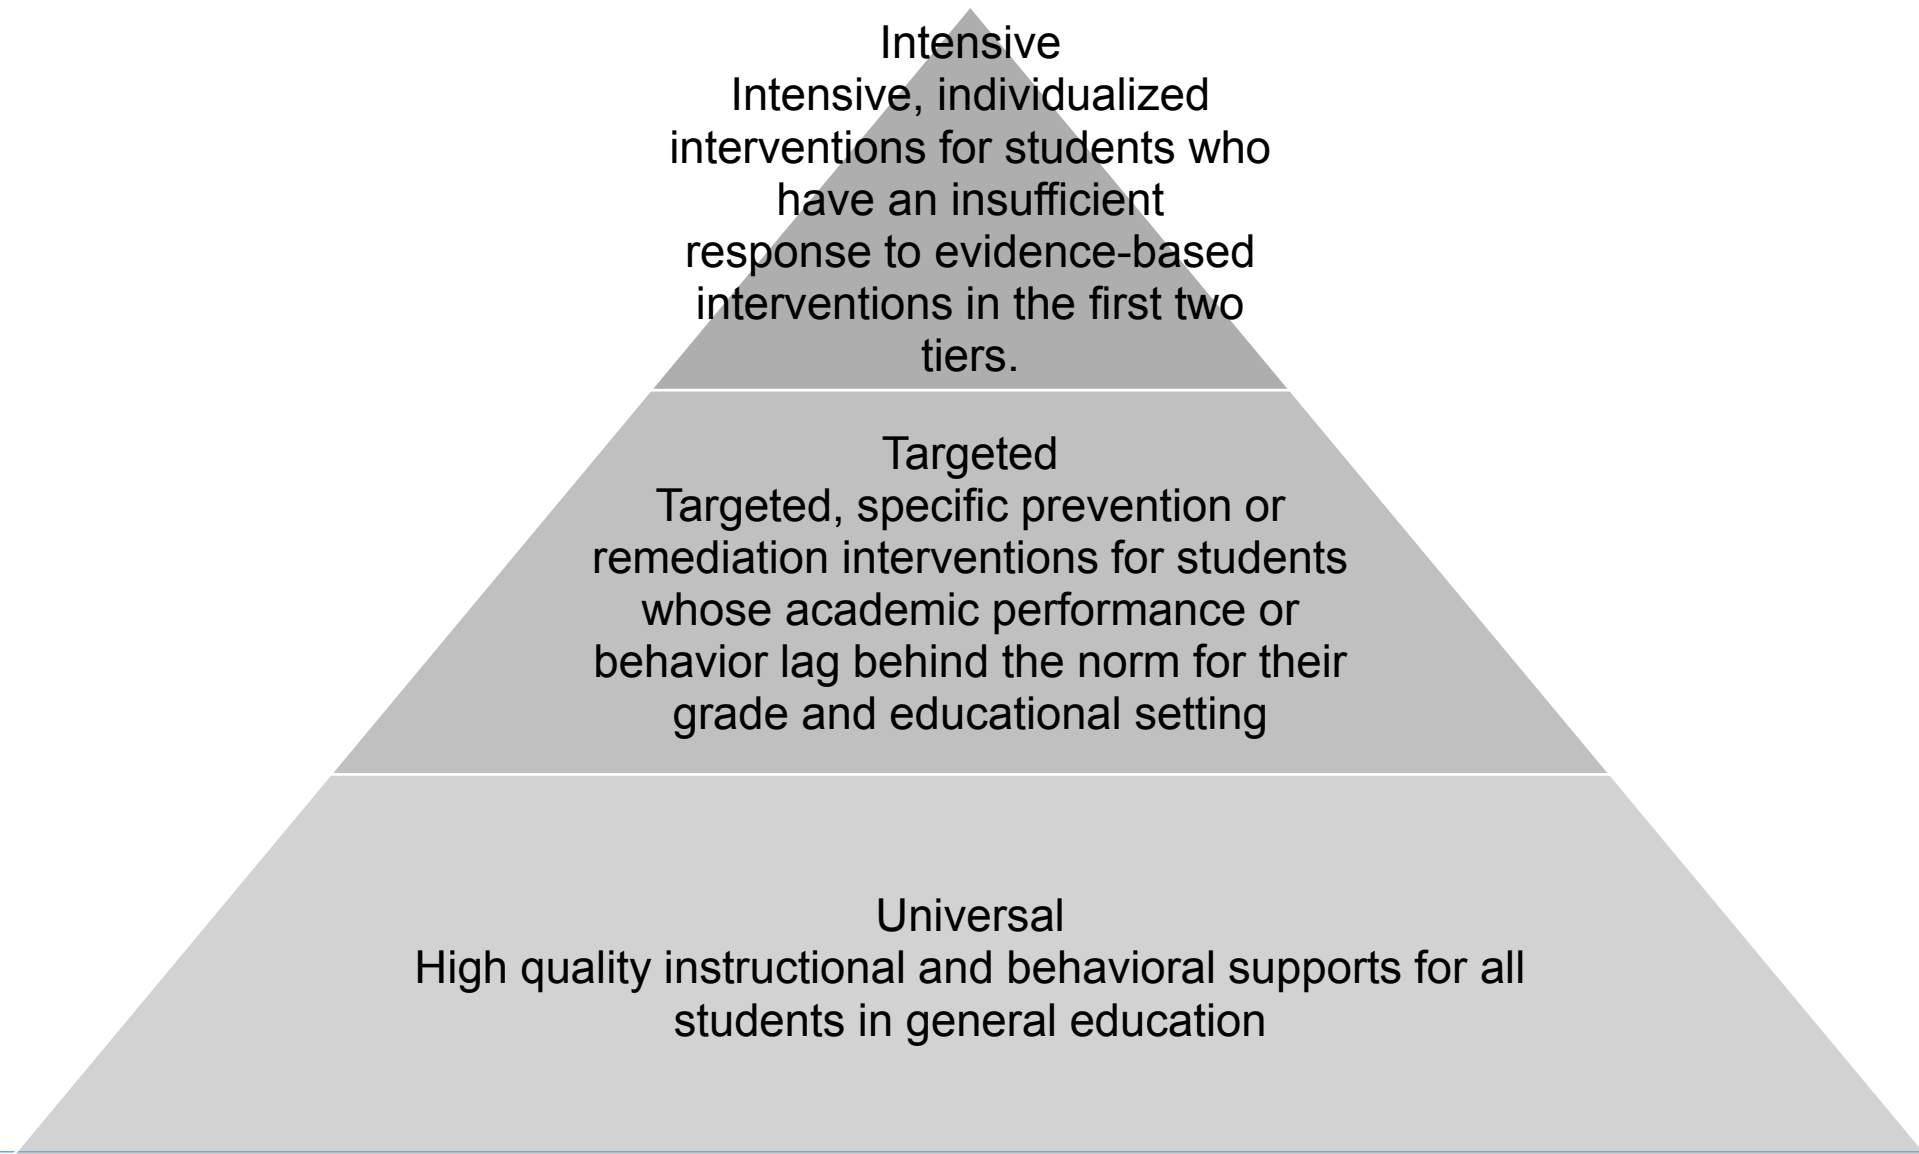 Intensive
Intensive, individualized
interventions for students who
have an insufficient
response to evidence-based
interventions in the first two
tiers.
Targeted
Targeted, specific prevention or
remediation interventions for students
whose academic performance or
behavior lag behind the norm for their
grade and educational setting
Universal
High quality instructional and behavioral supports for all
students in general education